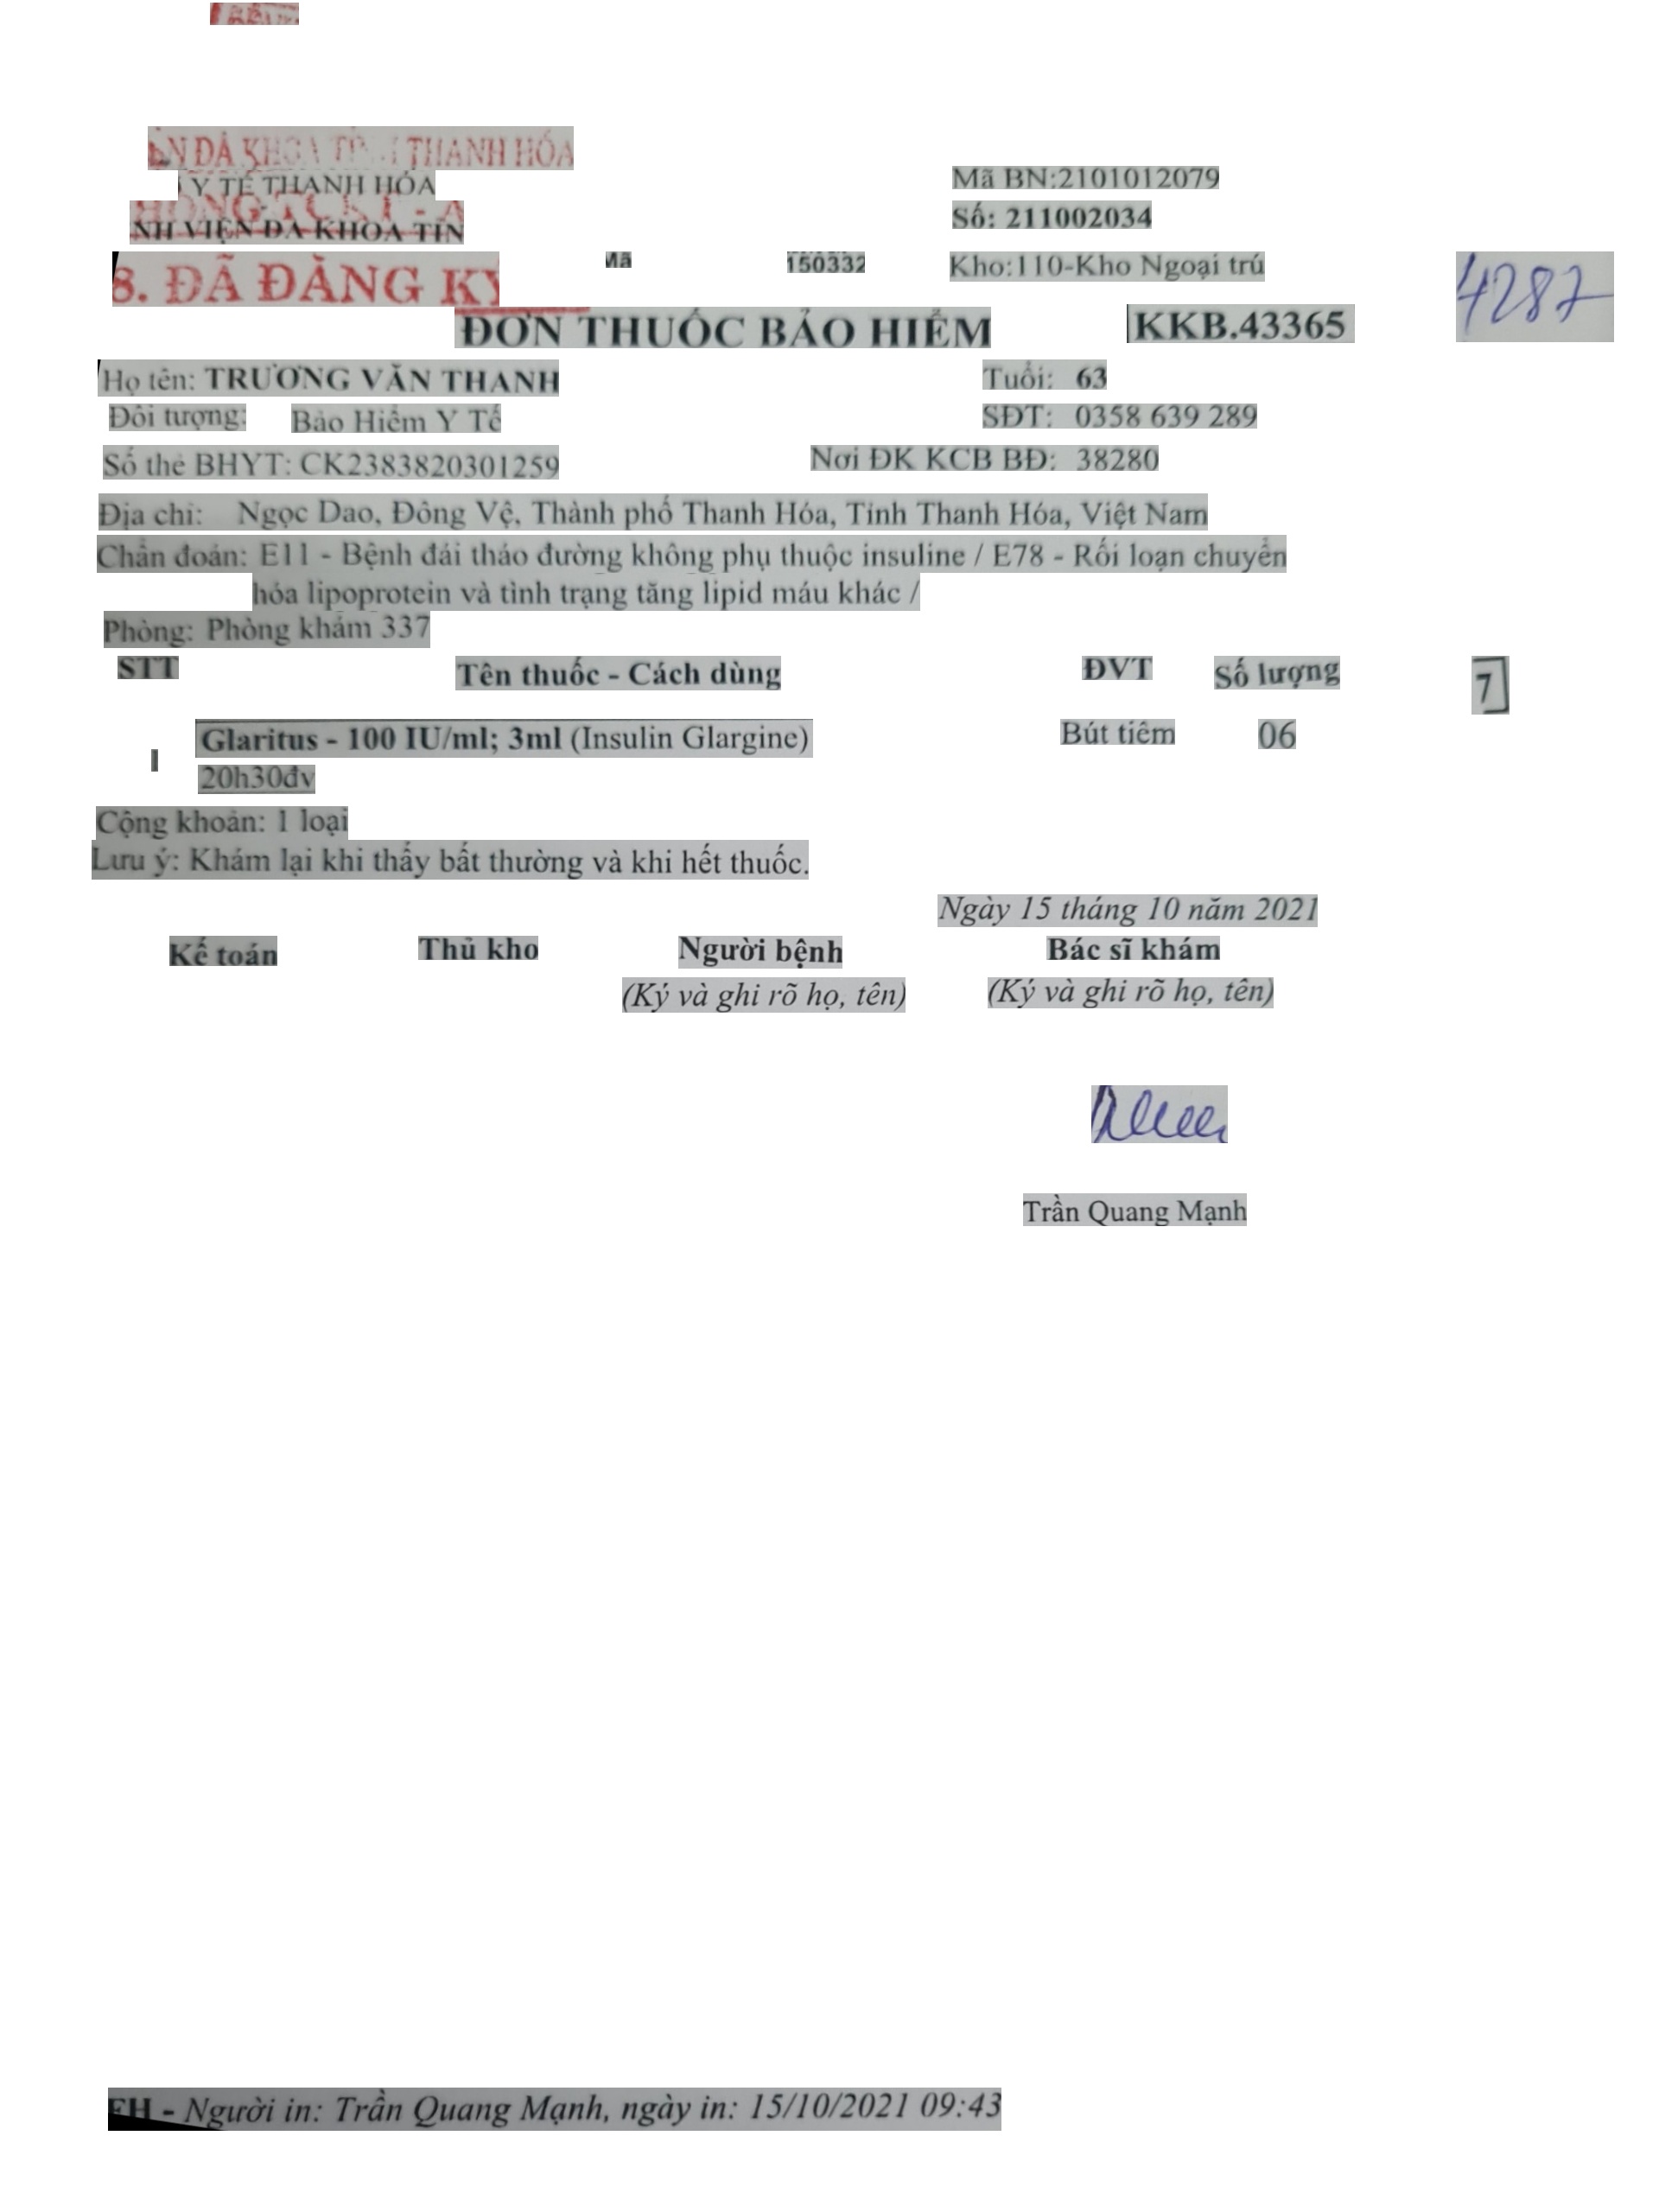 THANH HÓA
Y TẾ THANH HÓA
NH VIỆN ĐA KHOA TỈN
Mã BN:2101012079
Số: 211002034
8. ĐÃ ĐĂNG KÝ
Mã 150332
Kho:110-Kho Ngoại trú
4287
ĐƠN THUỐC BẢO HIỂM
KKB.43365
Họ tên: TRƯƠNG VĂN THANH
Tuổi: 63
Đối tượng: Bảo Hiểm Y Tế
SĐT: 0358 639 289
Số thẻ BHYT: CK2383820301259
Nơi ĐK KCB BĐ: 38280
Địa chỉ: Ngọc Dao, Đông Vệ, Thành phố Thanh Hóa, Tỉnh Thanh Hóa, Việt Nam
Chẩn đoán: E11 - Bệnh đái tháo đường không phụ thuộc insuline / E78 - Rối loạn chuyển
hóa lipoprotein và tình trạng tăng lipid máu khác /
Phòng: Phòng khám 337
STT Tên thuốc - Cách dùng ĐVT Số lượng
7
Glaritus - 100 IU/ml; 3ml (Insulin Glargine) Bút tiêm 06
20h30đv
Cộng khoản: 1 loại
Lưu ý: Khám lại khi thấy bất thường và khi hết thuốc.
Ngày 15 tháng 10 năm 2021
Kế toán Thủ kho Người bệnh Bác sĩ khám
(Ký và ghi rõ họ, tên) (Ký và ghi rõ họ, tên)
Trần Quang Mạnh
FH - Người in: Trần Quang Mạnh, ngày in: 15/10/2021 09:43